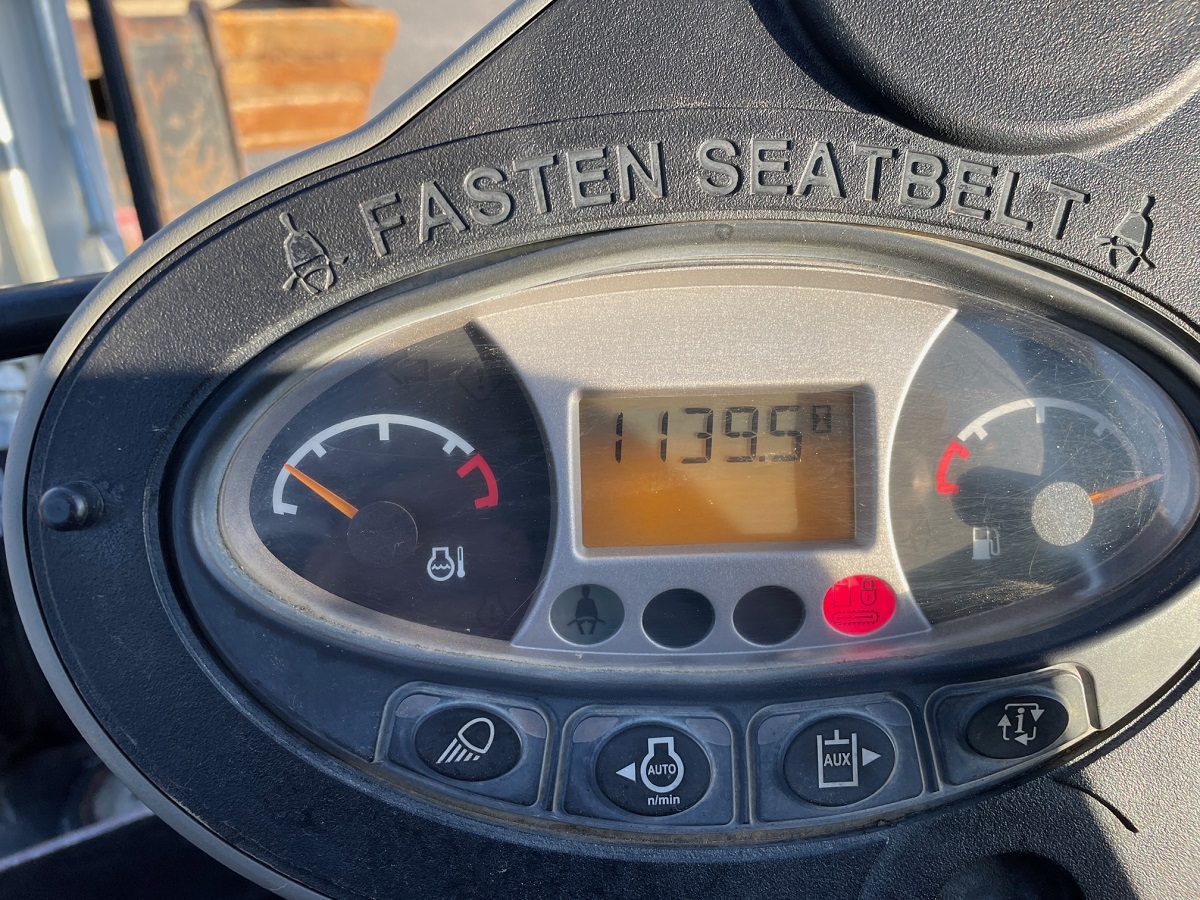 FASTEN SEATBELT
1139.5
AUTO
n/min
AUX
i